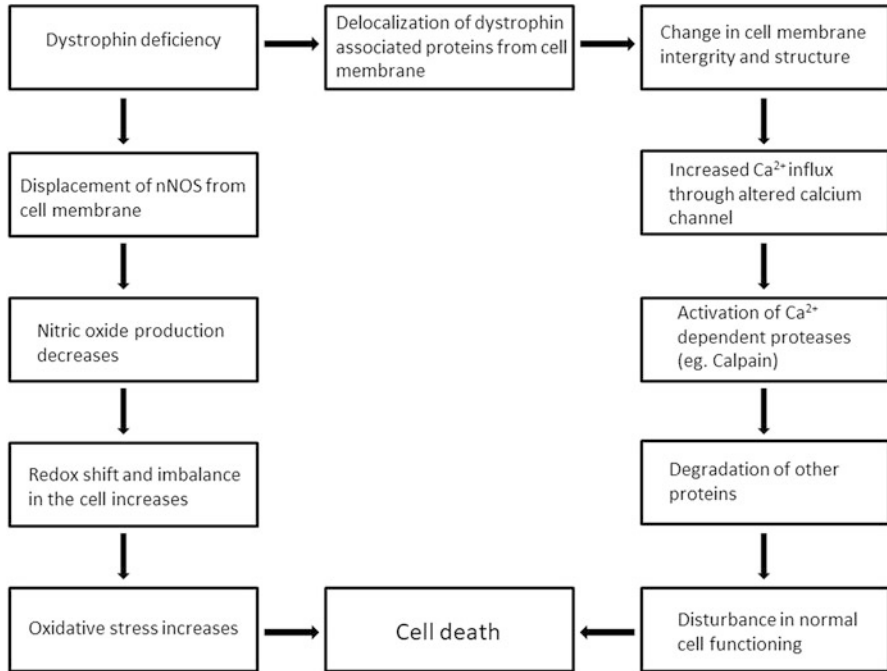 Dystrophin deficiency
Delocalization of dystrophin
associated proteins from cell
membrane
Change in cell membrane
intergrity and structure
Displacement of nNOS from
cell membrane
Increased Ca²⁺ influx
through altered calcium
channel
Nitric oxide production
decreases
Activation of Ca²⁺
dependent proteases
(eg. Calpain)
Redox shift and imbalance
in the cell increases
Degradation of other
proteins
Oxidative stress increases
Cell death
Disturbance in normal
cell functioning